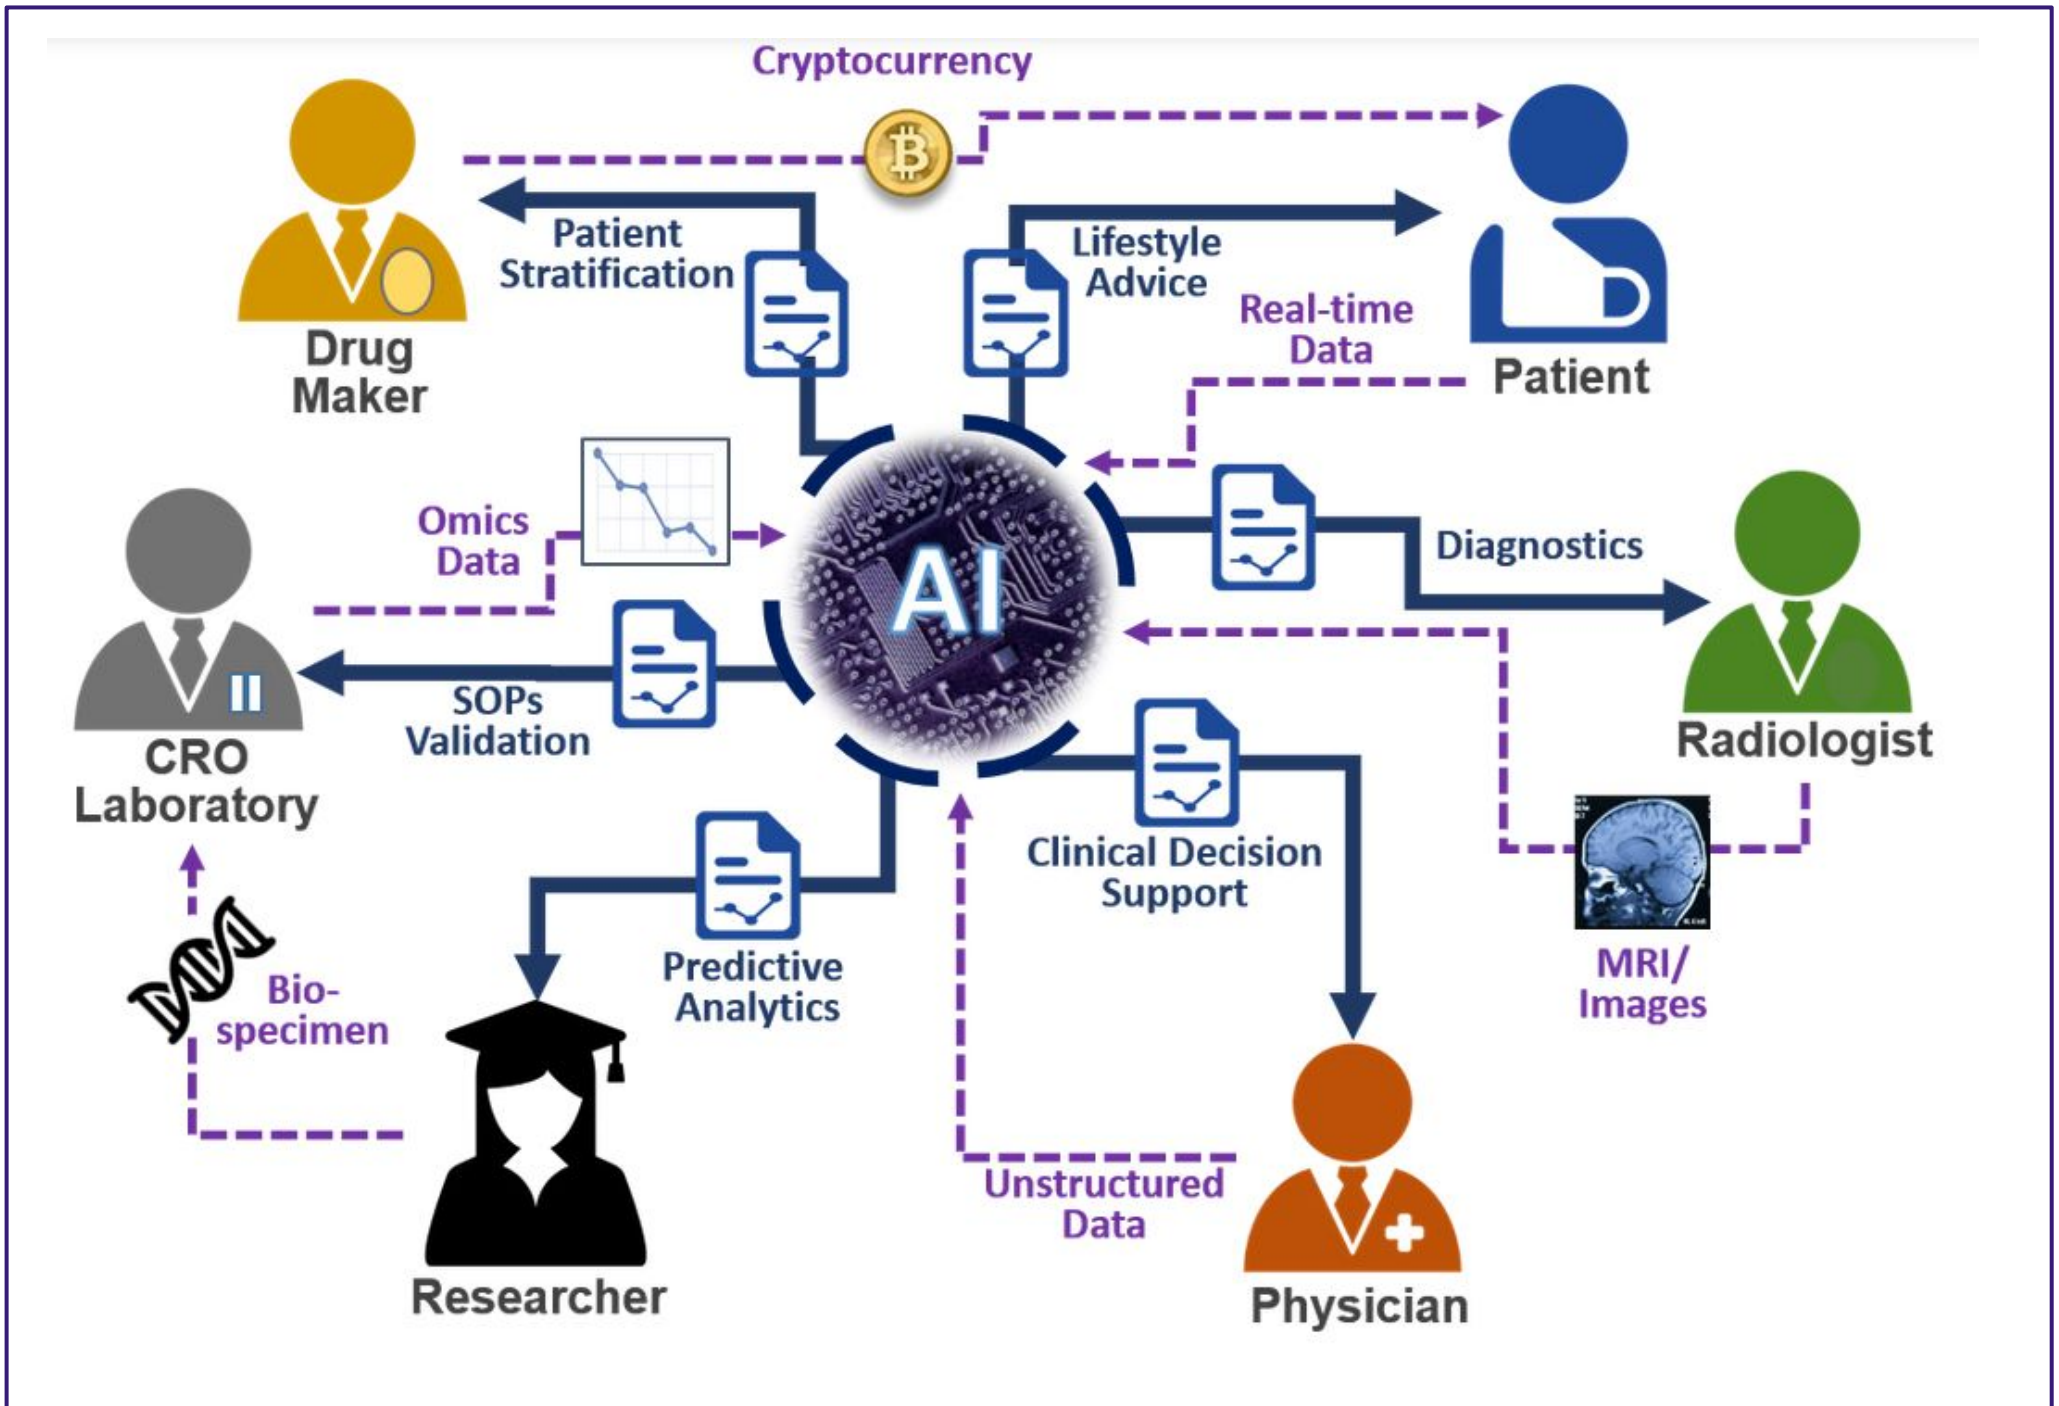 Cryptocurrency
Patient
Stratification
Lifestyle
Advice
Real-time
Data
Drug
Maker
Patient
Omics
Data
AI
Diagnostics
SOPs
Validation
CRO
Laboratory
Radiologist
Clinical Decision
Support
Predictive
Analytics
MRI/
Images
Bio-
specimen
Unstructured
Data
Researcher
Physician